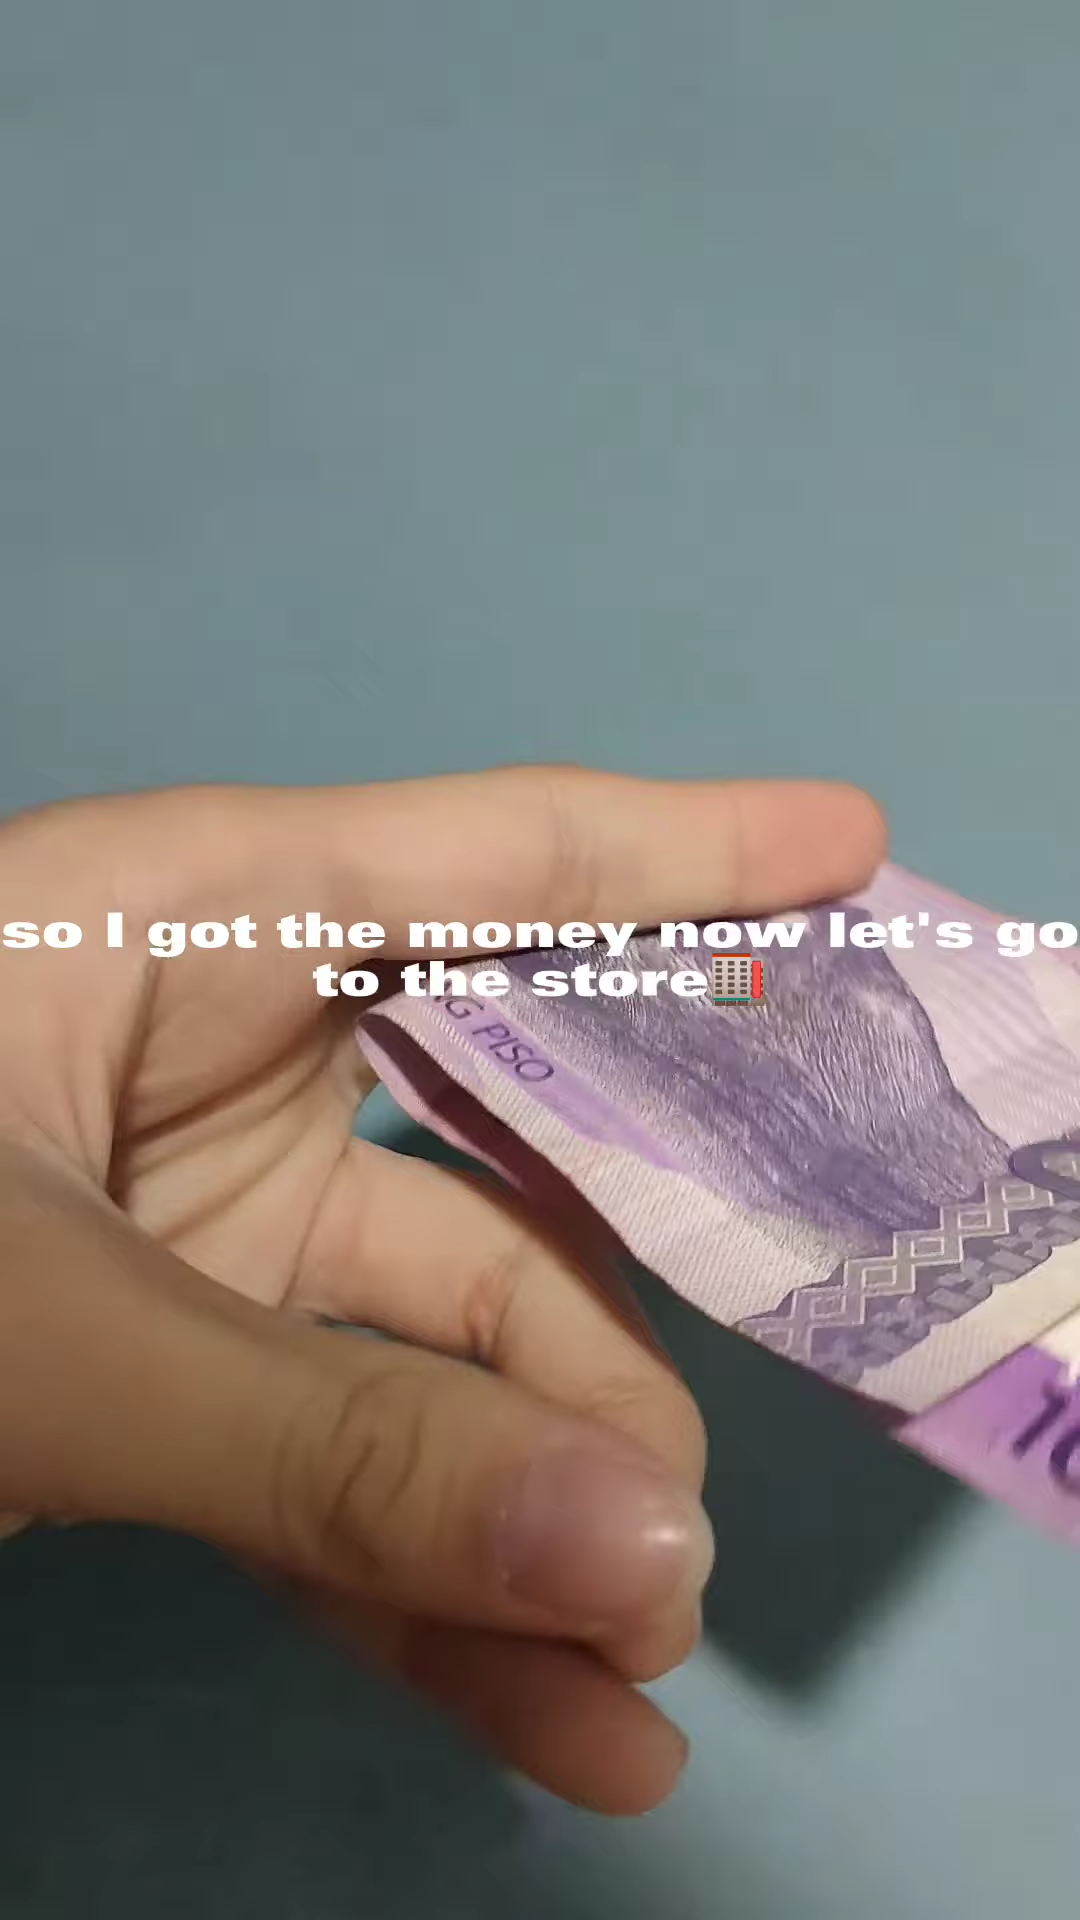 so I got the money now let's go
to the store🏬
PISO